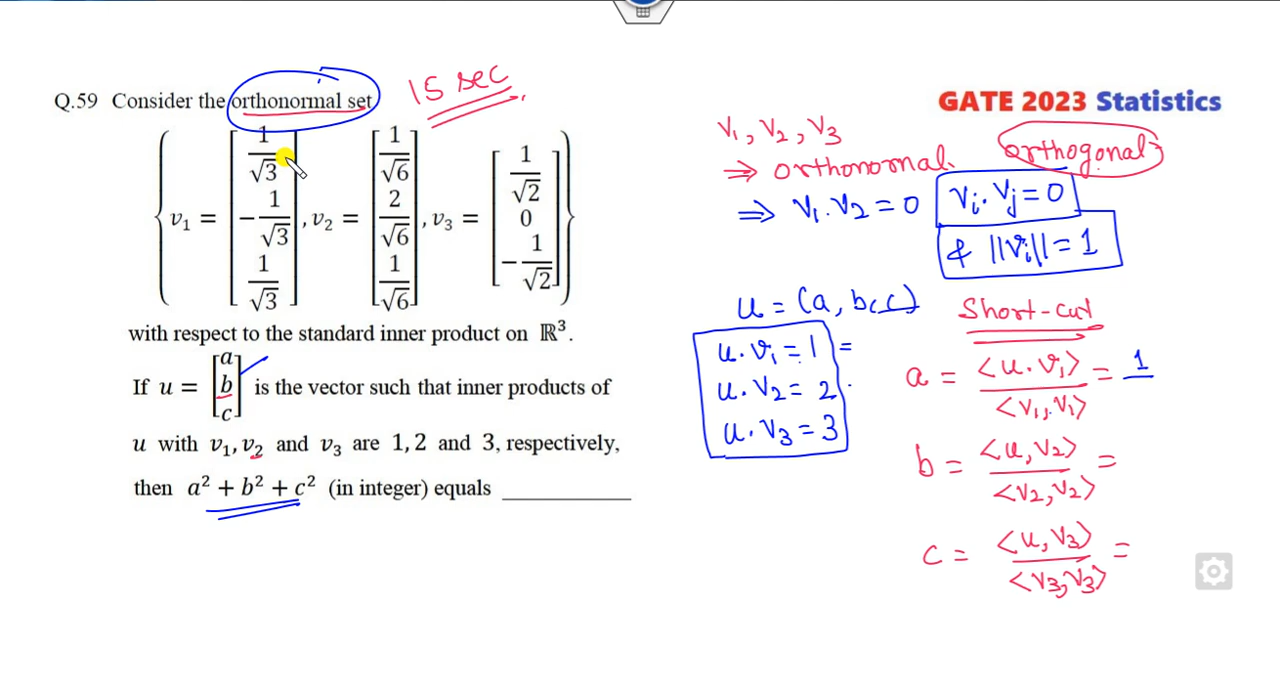 Q.59 Consider the orthonormal set
15 sec
{ v₁ = [1/√3, −1/√3, 1/√3], v₂ = [1/√6, 2/√6, 1/√6], v₃ = [1/√2, 0, −1/√2] }
with respect to the standard inner product on ℝ³.
If u = [a, b, c] is the vector such that inner products of
u with v₁, v₂ and v₃ are 1, 2 and 3, respectively,
then a² + b² + c² (in integer) equals ________
GATE 2023 Statistics
V₁, V₂, V₃
⇒ orthonormal. orthogonal
⇒ V₁. V₂ = 0 Vi. Vj = 0
& ||Vi|| = 1
u = (a, b, c)
u. v₁ = 1 =
u. V₂ = 2
u. V₃ = 3
Short-cut
a = <u. v₁> / <V₁, V₁> = 1
b = <u, V₂> / <V₂, V₂> =
c = <u, V₃> / <V₃, V₃> =